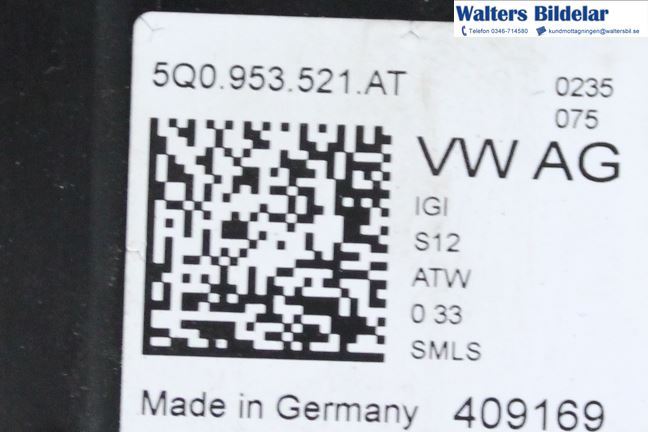 Walters Bildelar
Telefon 0346-714580 kundmottagningen@waltersbil.se
5Q0.953.521.AT
0235
075
VW AG
IGI
S12
ATW
0 33
SMLS
Made in Germany 409169